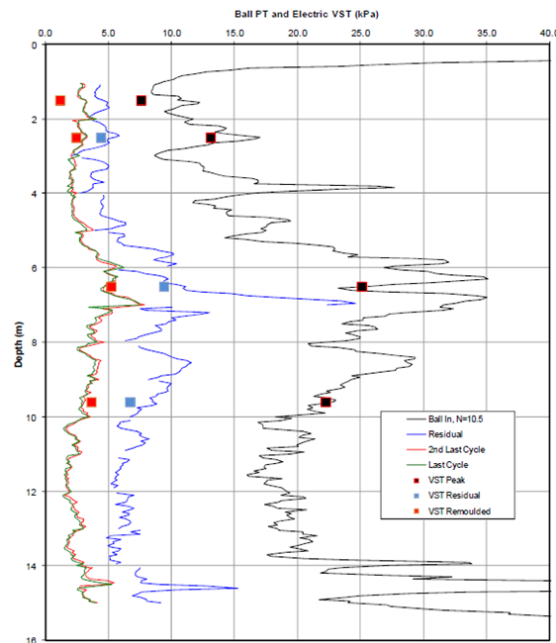 Ball PT and Electric VST (kPa)
0.0 5.0 10.0 15.0 20.0 25.0 30.0 35.0 40.0
0
2
4
6
8
10
12
14
16
Depth (m)
Ball In, N=10.5
Residual
2nd Last Cycle
Last Cycle
VST Peak
VST Residual
VST Remoulded